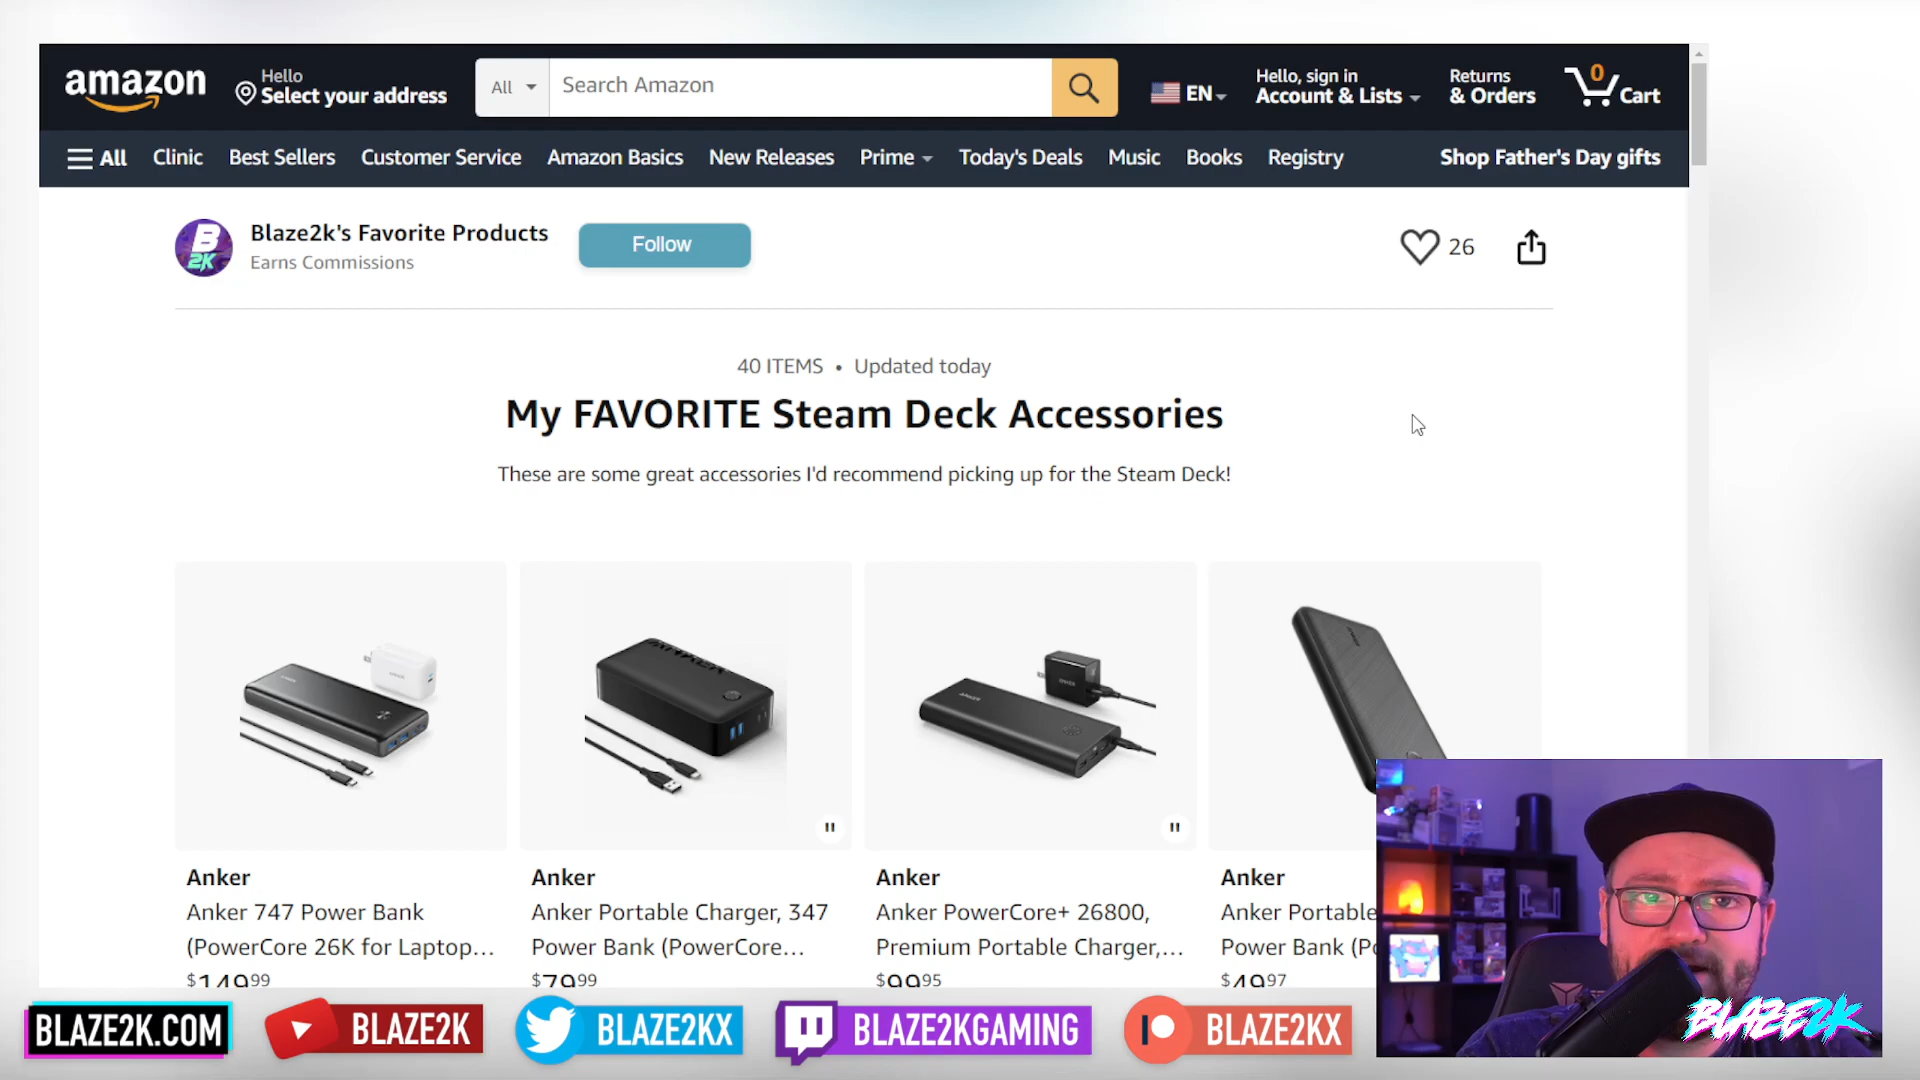 amazon
Hello
Select your address
All
Search Amazon
EN
Hello, sign in
Account & Lists
Returns
& Orders
0
Cart
All
Clinic
Best Sellers
Customer Service
Amazon Basics
New Releases
Prime
Today's Deals
Music
Books
Registry
Shop Father's Day gifts
B
2K
Blaze2k's Favorite Products
Earns Commissions
Follow
26
40 ITEMS • Updated today
My FAVORITE Steam Deck Accessories
These are some great accessories I'd recommend picking up for the Steam Deck!
ANKER
Anker
Anker 747 Power Bank
(PowerCore 26K for Laptop...
$149.99
Anker
Anker Portable Charger, 347
Power Bank (PowerCore...
$79.99
Anker
Anker PowerCore+ 26800,
Premium Portable Charger,...
$99.95
Anker
Anker Portable
Power Bank
$49.97
BLAZE2K.COM
BLAZE2K
BLAZE2KX
BLAZE2KGAMING
BLAZE2KX
BLAZE2K